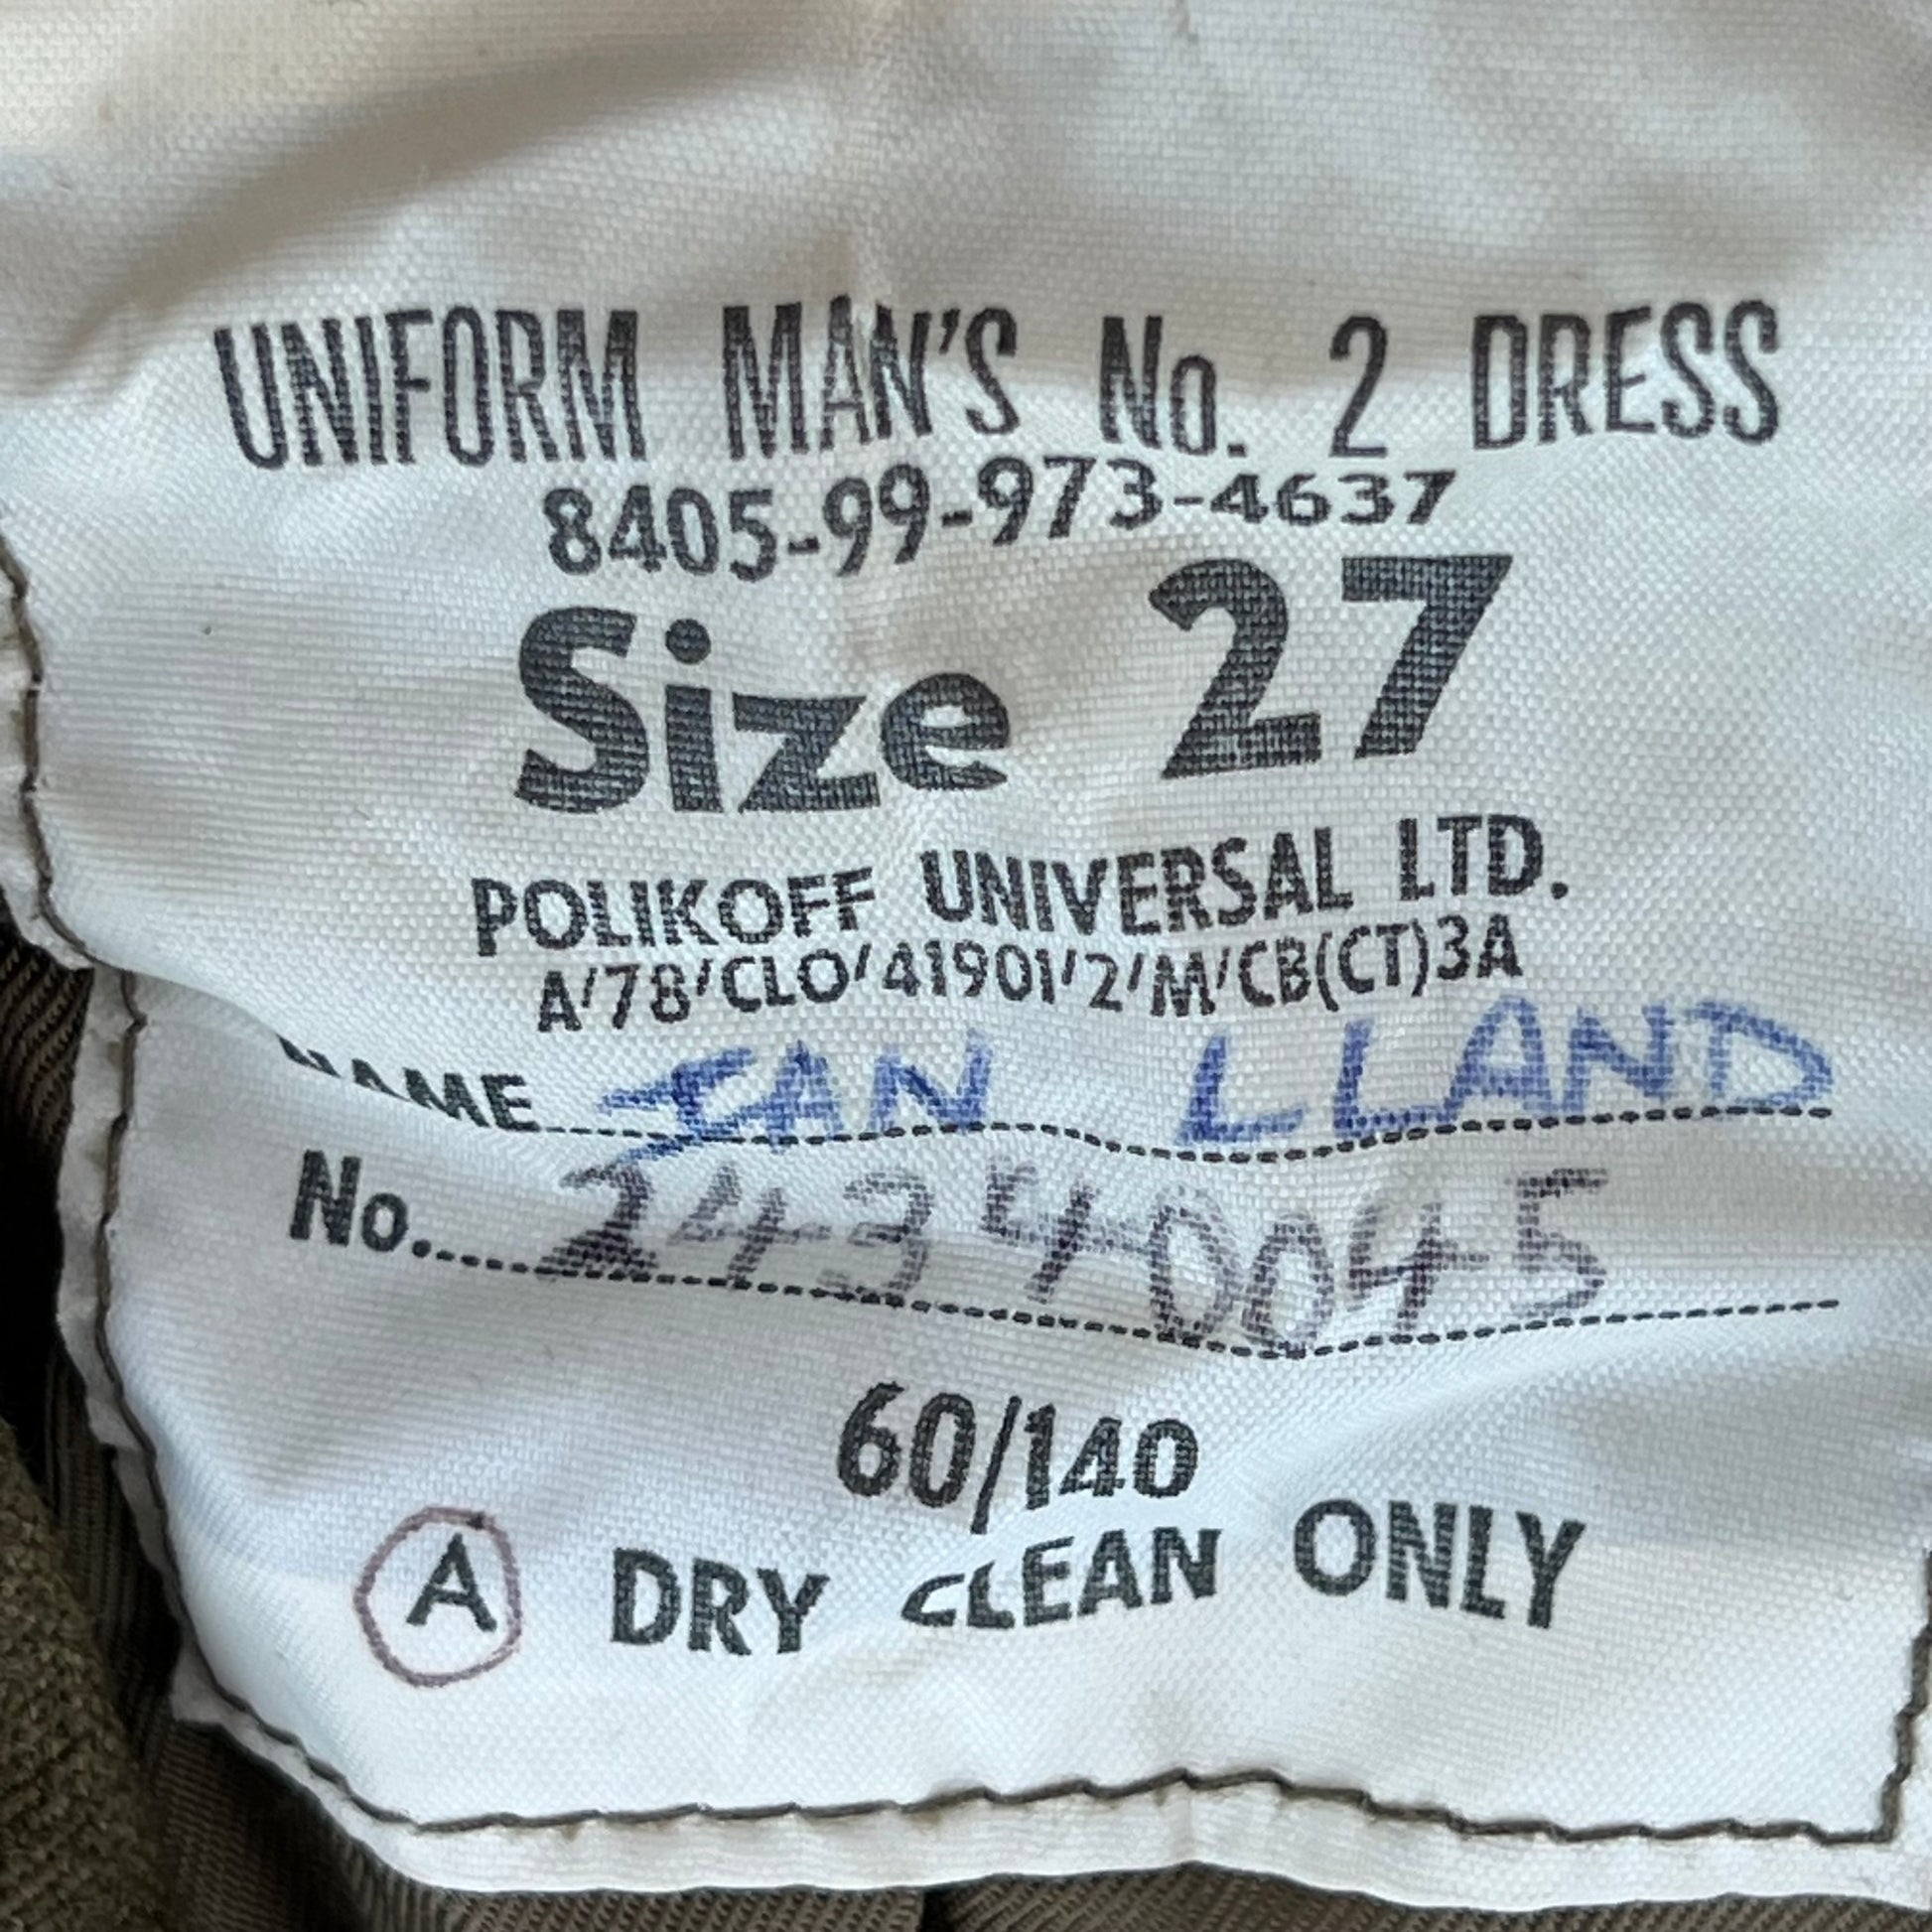 UNIFORM MAN'S No. 2 DRESS
8405-99-973-4637
Size 27
POLIKOFF UNIVERSAL LTD.
A/78/CLO/41901/2/M/CB(CT)3A
NAME IAN LLAND
No. 24340045
60/140
A DRY CLEAN ONLY